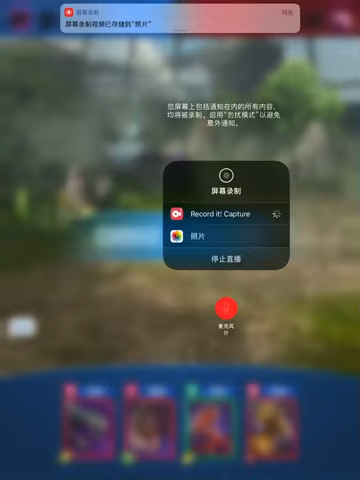 屏幕录制
现在
屏幕录制视频已存储到“照片”
您屏幕上包括通知在内的所有内容，
均将被录制。启用“勿扰模式”以避免
意外通知。
屏幕录制
Record it! Capture
照片
停止直播
麦克风
开